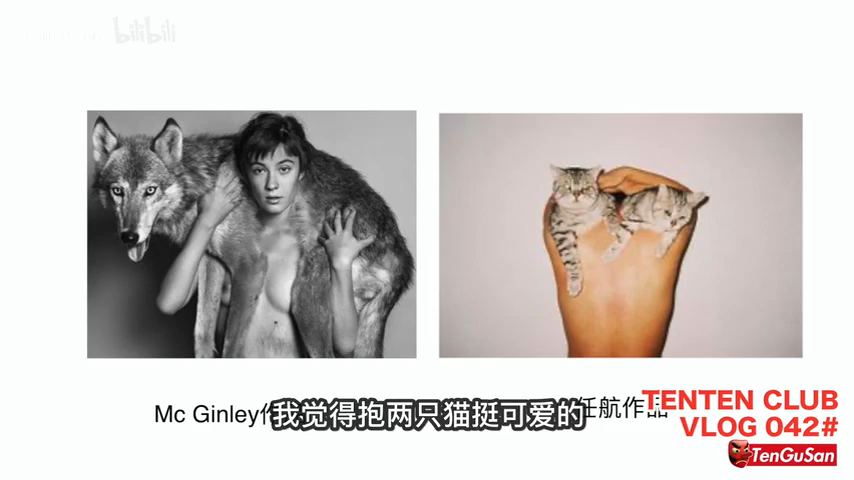 bilibili
Mc Ginley作
我觉得抱两只猫挺可爱的
任航作品
TENTEN CLUB
VLOG 042#
TenGuSan